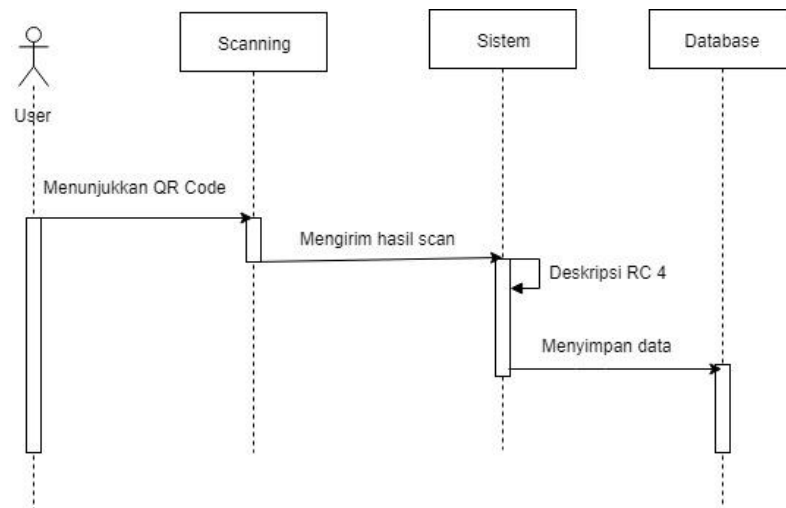 Scanning
Sistem
Database
User
Menunjukkan QR Code
Mengirim hasil scan
Deskripsi RC 4
Menyimpan data